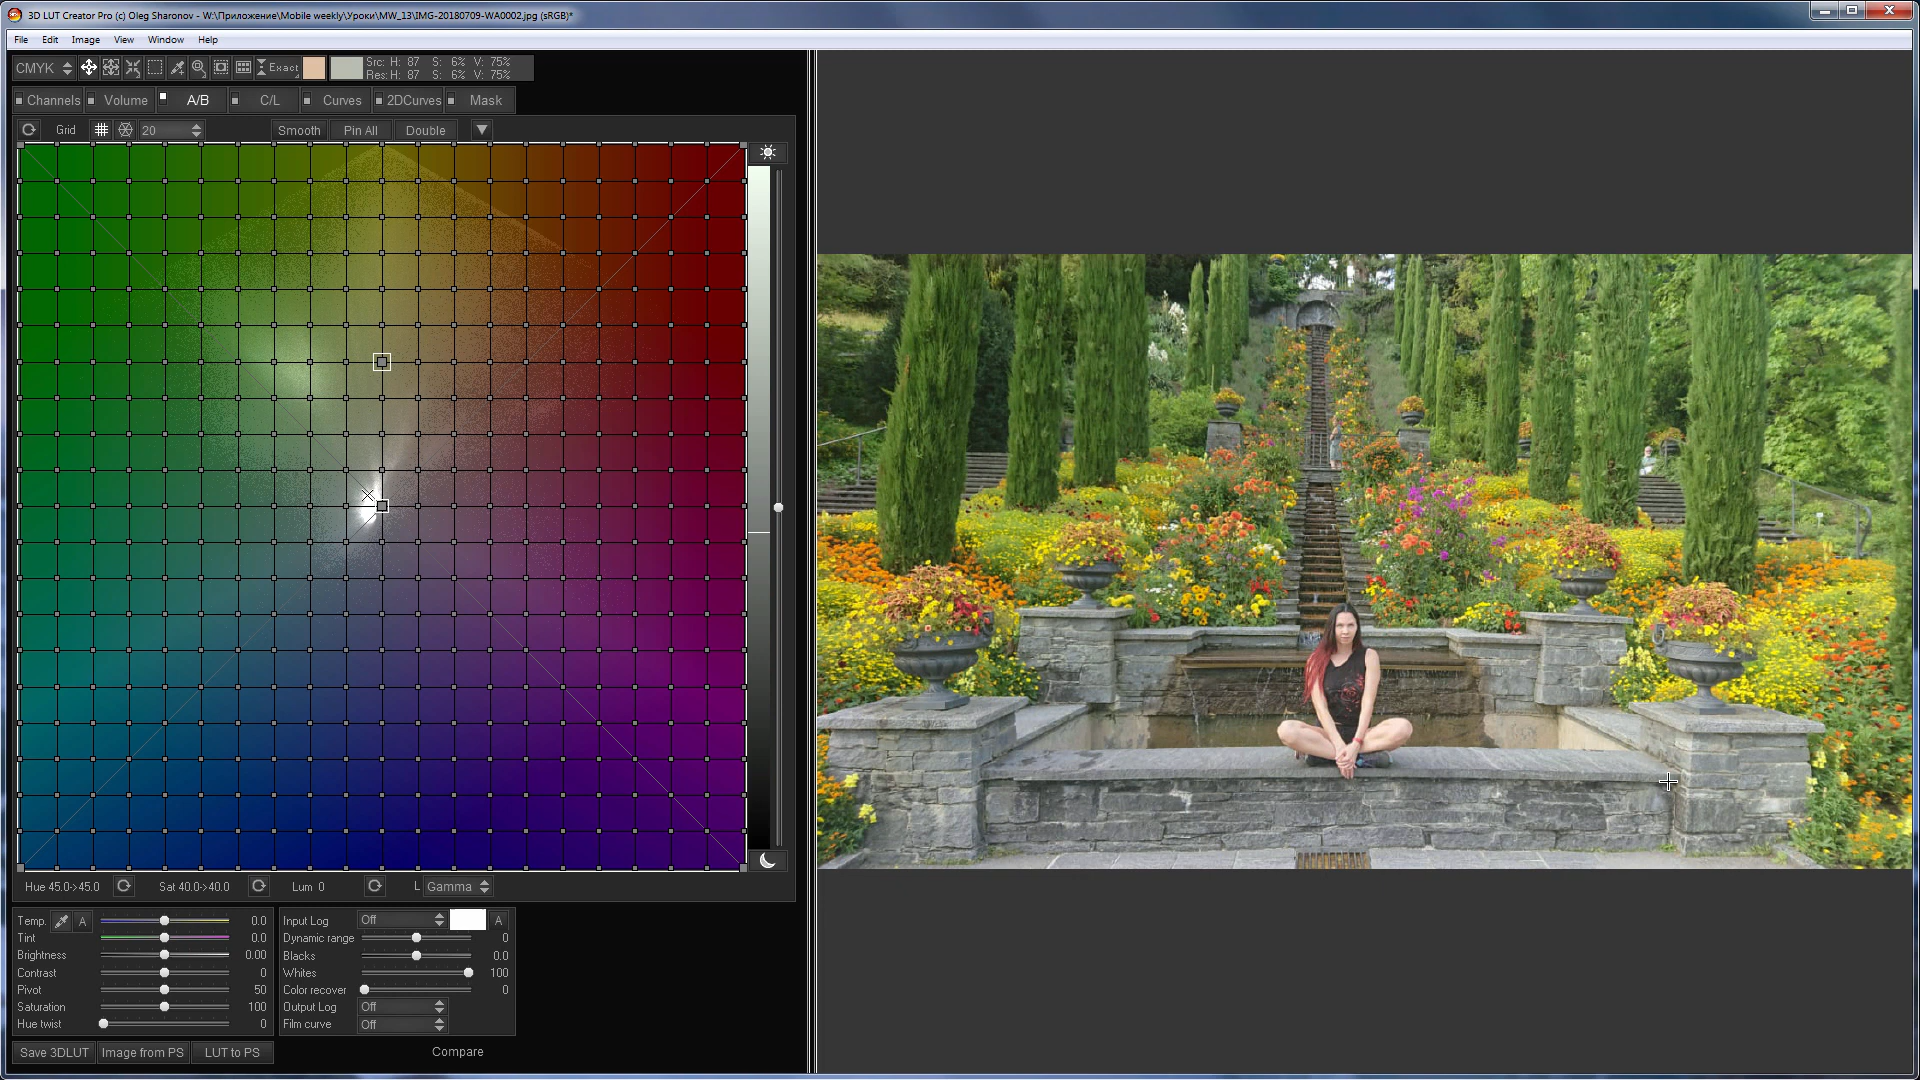 3D LUT Creator Pro (c) Oleg Sharonov - W:\Приложение\Mobile weekly\Уроки\MW_13\IMG-20180709-WA0002.jpg (sRGB)*
File Edit Image View Window Help
CMYK Exact Src: H: 87 S: 6% V: 75%
Res: H: 87 S: 6% V: 75%
Channels Volume A/B C/L Curves 2DCurves Mask
Grid 20 Smooth Pin All Double
Hue 45.0->45.0 Sat 40.0->40.0 Lum 0 L Gamma
Temp. A 0.0
Tint 0.0
Brightness 0.00
Contrast 0
Pivot 50
Saturation 100
Hue twist 0
Input Log Off A
Dynamic range 0
Blacks 0.0
Whites 100
Color recover 0
Output Log Off
Film curve Off
Save 3DLUT Image from PS LUT to PS Compare